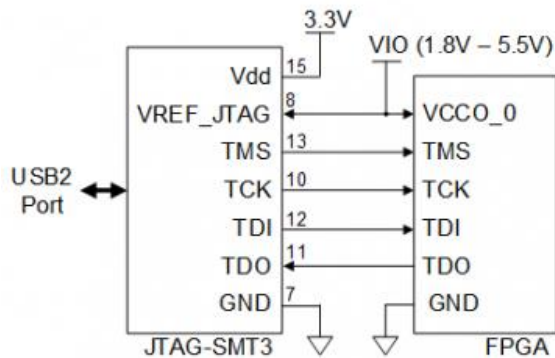 3.3V
VIO (1.8V – 5.5V)
Vdd 15
VREF_JTAG 8 VCCO_0
TMS 13 TMS
USB2 Port
TCK 10 TCK
TDI 12 TDI
TDO 11 TDO
GND 7 GND
JTAG-SMT3 FPGA